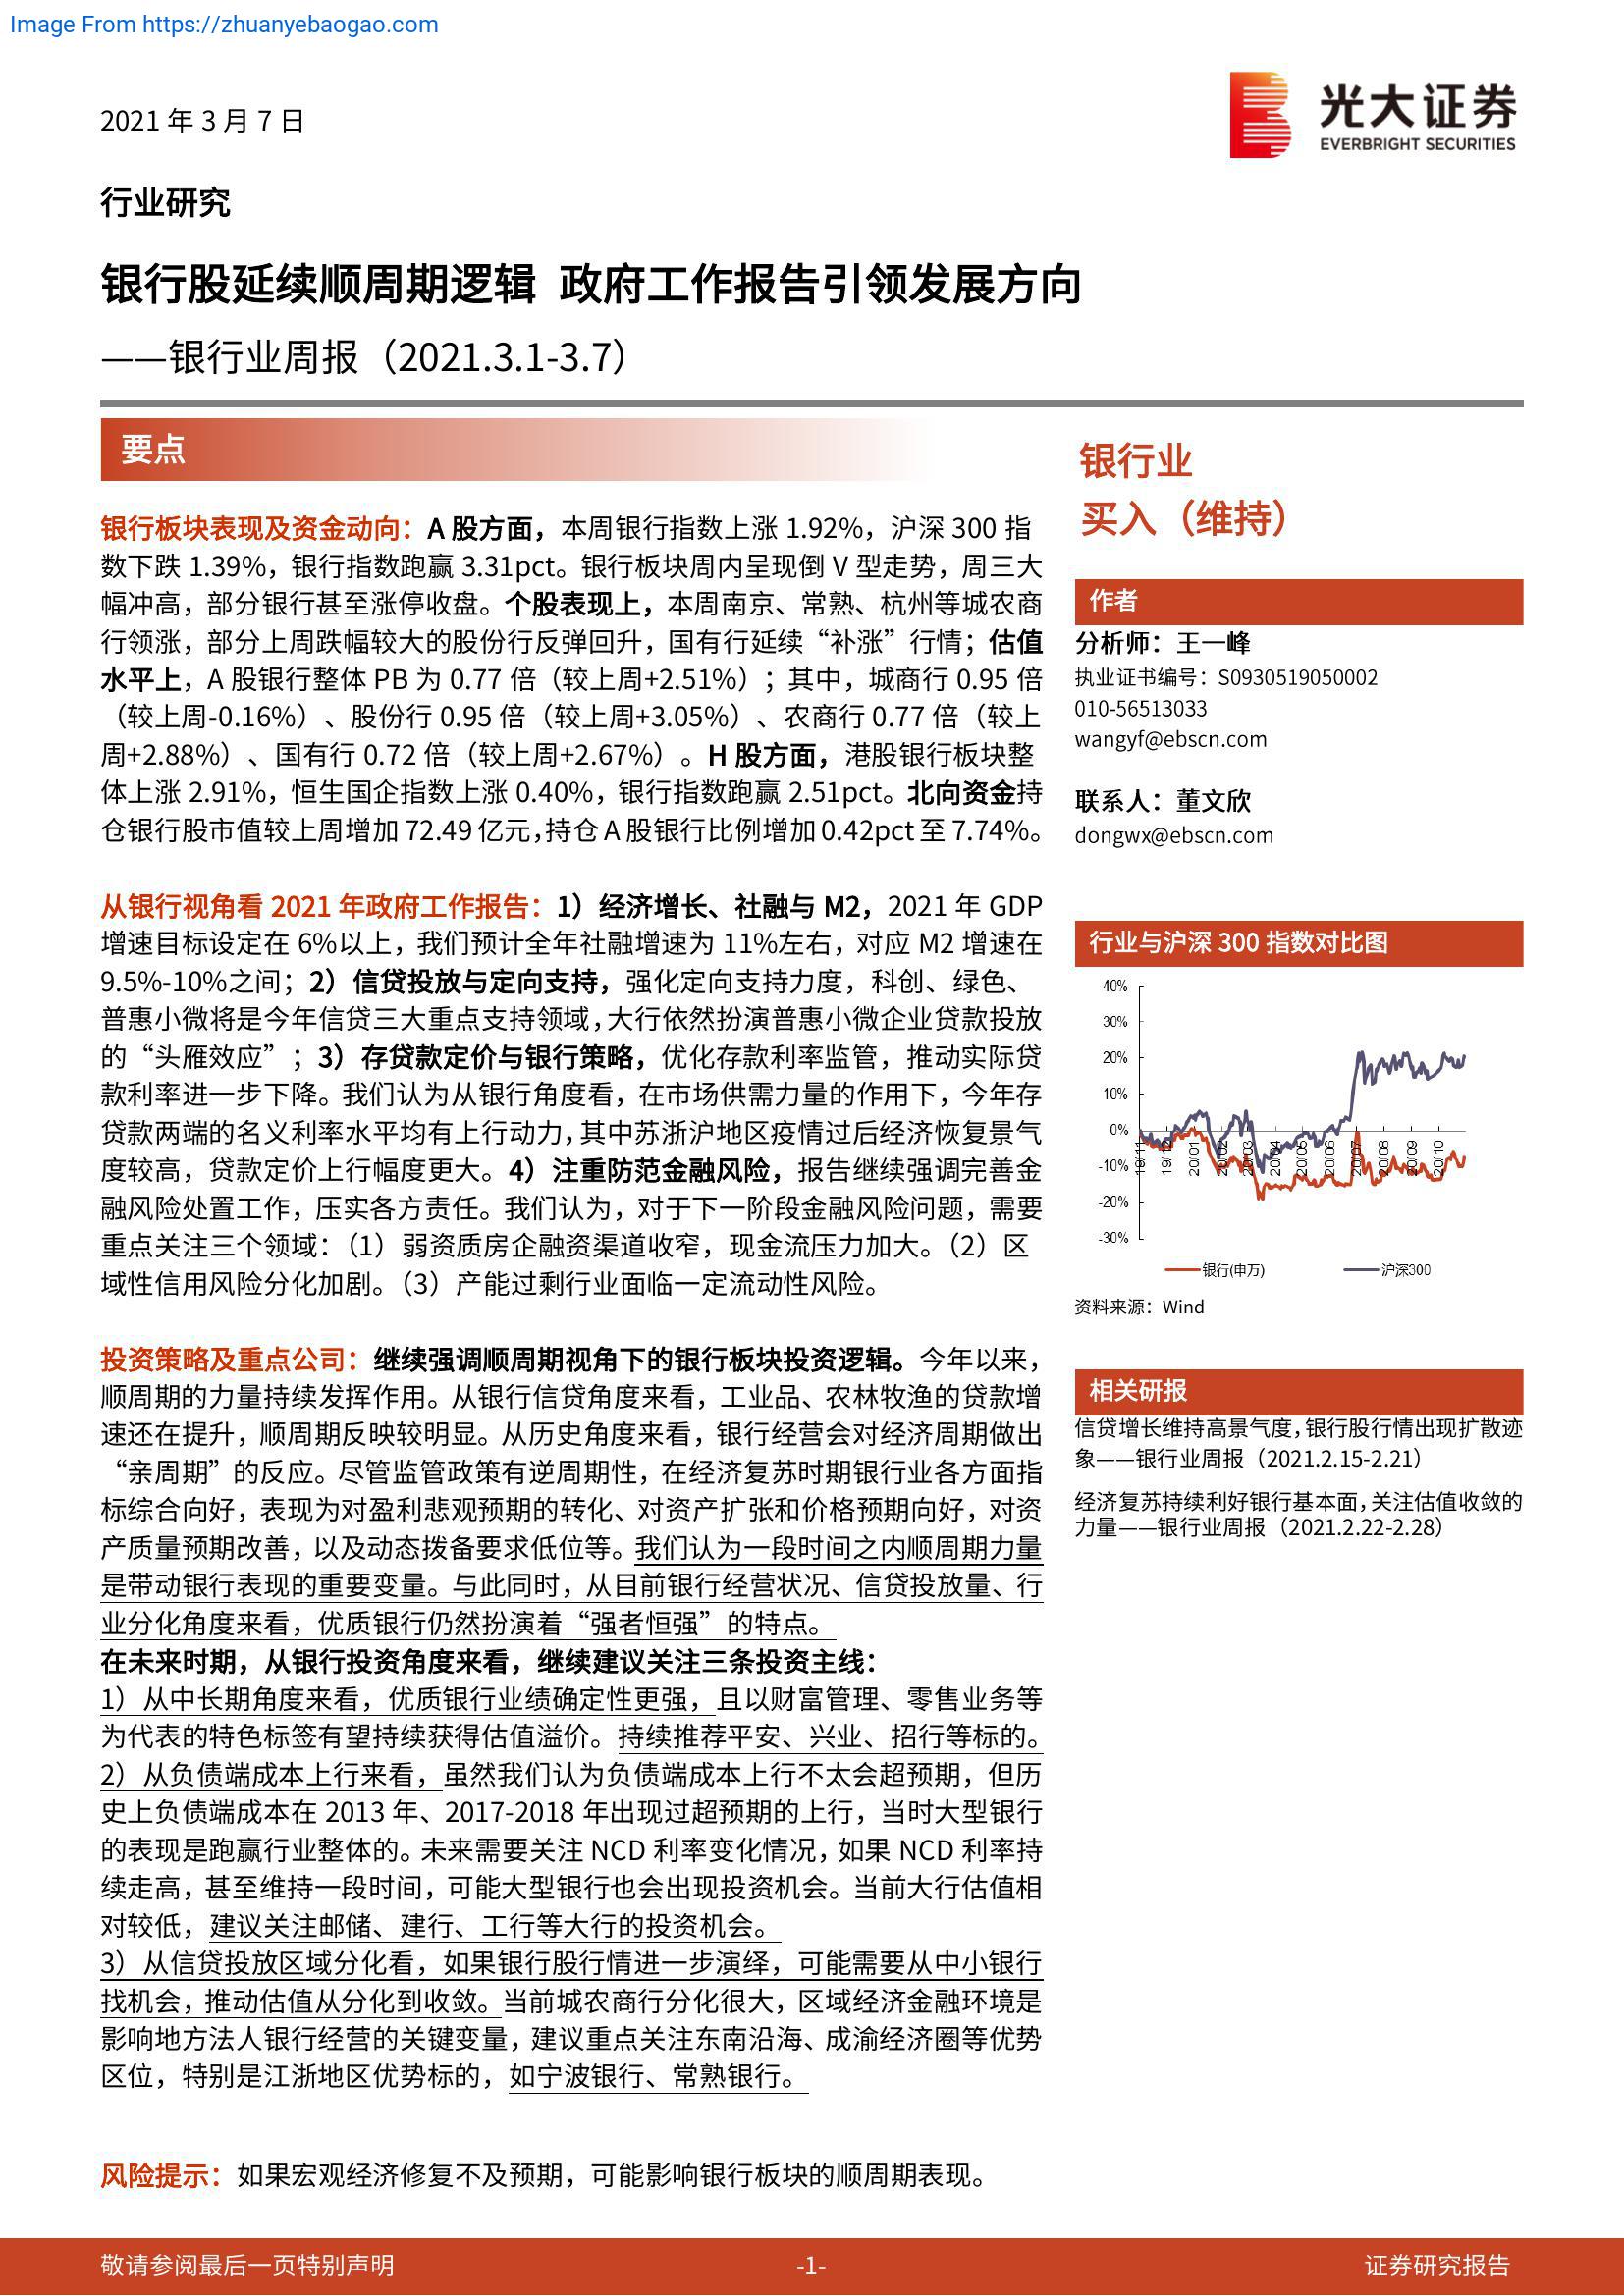 Image From https://zhuanyebaogao.com
2021 年 3 月 7 日
光大证券
EVERBRIGHT SECURITIES
行业研究
银行股延续顺周期逻辑 政府工作报告引领发展方向
——银行业周报（2021.3.1-3.7）
要点
银行板块表现及资金动向：A 股方面，本周银行指数上涨 1.92%，沪深 300 指
数下跌 1.39%，银行指数跑赢 3.31pct。银行板块周内呈现倒 V 型走势，周三大
幅冲高，部分银行甚至涨停收盘。个股表现上，本周南京、常熟、杭州等城农商
行领涨，部分上周跌幅较大的股份行反弹回升，国有行延续“补涨”行情；估值
水平上，A 股银行整体 PB 为 0.77 倍（较上周+2.51%）；其中，城商行 0.95 倍
（较上周-0.16%）、股份行 0.95 倍（较上周+3.05%）、农商行 0.77 倍（较上
周+2.88%）、国有行 0.72 倍（较上周+2.67%）。H 股方面，港股银行板块整
体上涨 2.91%，恒生国企指数上涨 0.40%，银行指数跑赢 2.51pct。北向资金持
仓银行股市值较上周增加 72.49 亿元，持仓 A 股银行比例增加 0.42pct 至 7.74%。
从银行视角看 2021 年政府工作报告：1）经济增长、社融与 M2，2021 年 GDP
增速目标设定在 6%以上，我们预计全年社融增速为 11%左右，对应 M2 增速在
9.5%-10%之间；2）信贷投放与定向支持，强化定向支持力度，科创、绿色、
普惠小微将是今年信贷三大重点支持领域，大行依然扮演普惠小微企业贷款投放
的“头雁效应”；3）存贷款定价与银行策略，优化存款利率监管，推动实际贷
款利率进一步下降。我们认为从银行角度看，在市场供需力量的作用下，今年存
贷款两端的名义利率水平均有上行动力，其中苏浙沪地区疫情过后经济恢复景气
度较高，贷款定价上行幅度更大。4）注重防范金融风险，报告继续强调完善金
融风险处置工作，压实各方责任。我们认为，对于下一阶段金融风险问题，需要
重点关注三个领域：（1）弱资质房企融资渠道收窄，现金流压力加大。（2）区
域性信用风险分化加剧。（3）产能过剩行业面临一定流动性风险。
投资策略及重点公司：继续强调顺周期视角下的银行板块投资逻辑。今年以来，
顺周期的力量持续发挥作用。从银行信贷角度来看，工业品、农林牧渔的贷款增
速还在提升，顺周期反映较明显。从历史角度来看，银行经营会对经济周期做出
“亲周期”的反应。尽管监管政策有逆周期性，在经济复苏时期银行业各方面指
标综合向好，表现为对盈利悲观预期的转化、对资产扩张和价格预期向好，对资
产质量预期改善，以及动态拨备要求低位等。我们认为一段时间之内顺周期力量
是带动银行表现的重要变量。与此同时，从目前银行经营状况、信贷投放量、行
业分化角度来看，优质银行仍然扮演着“强者恒强”的特点。
在未来时期，从银行投资角度来看，继续建议关注三条投资主线：
1）从中长期角度来看，优质银行业绩确定性更强，且以财富管理、零售业务等
为代表的特色标签有望持续获得估值溢价。持续推荐平安、兴业、招行等标的。
2）从负债端成本上行来看，虽然我们认为负债端成本上行不太会超预期，但历
史上负债端成本在 2013 年、2017-2018 年出现过超预期的上行，当时大型银行
的表现是跑赢行业整体的。未来需要关注 NCD 利率变化情况，如果 NCD 利率持
续走高，甚至维持一段时间，可能大型银行也会出现投资机会。当前大行估值相
对较低，建议关注邮储、建行、工行等大行的投资机会。
3）从信贷投放区域分化看，如果银行股行情进一步演绎，可能需要从中小银行
找机会，推动估值从分化到收敛。当前城农商行分化很大，区域经济金融环境是
影响地方法人银行经营的关键变量，建议重点关注东南沿海、成渝经济圈等优势
区位，特别是江浙地区优势标的，如宁波银行、常熟银行。
风险提示：如果宏观经济修复不及预期，可能影响银行板块的顺周期表现。
银行业
买入（维持）
作者
分析师：王一峰
执业证书编号：S0930519050002
010-56513033
wangyf@ebscn.com
联系人：董文欣
dongwx@ebscn.com
行业与沪深 300 指数对比图
40%
30%
20%
10%
0%
-10%
-20%
-30%
19/11 19/12 20/01 20/02 20/03 20/04 20/05 20/06 20/07 20/08 20/09 20/10
银行(申万) 沪深300
资料来源：Wind
相关研报
信贷增长维持高景气度，银行股行情出现扩散迹
象——银行业周报（2021.2.15-2.21）
经济复苏持续利好银行基本面，关注估值收敛的
力量——银行业周报（2021.2.22-2.28）
敬请参阅最后一页特别声明 -1- 证券研究报告